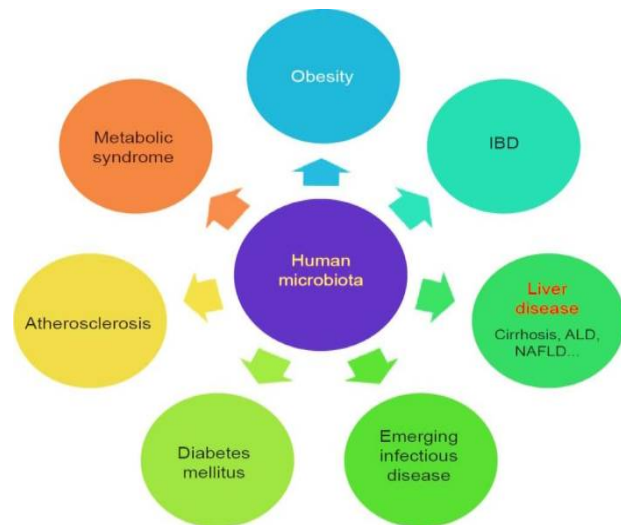 Obesity
IBD
Liver
disease
Cirrhosis, ALD,
NAFLD...
Emerging
infectious
disease
Diabetes
mellitus
Atherosclerosis
Metabolic
syndrome
Human
microbiota